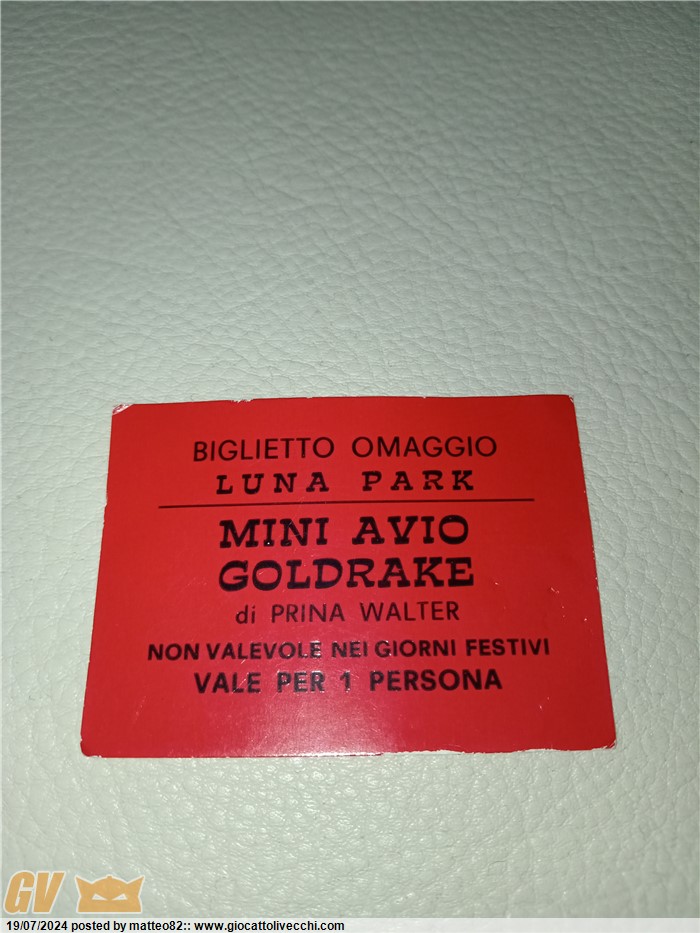 BIGLIETTO OMAGGIO
LUNA PARK
MINI AVIO
GOLDRAKE
di PRINA WALTER
NON VALEVOLE NEI GIORNI FESTIVI
VALE PER 1 PERSONA
GV
19/07/2024 posted by matteo82:: www.giocattolivecchi.com